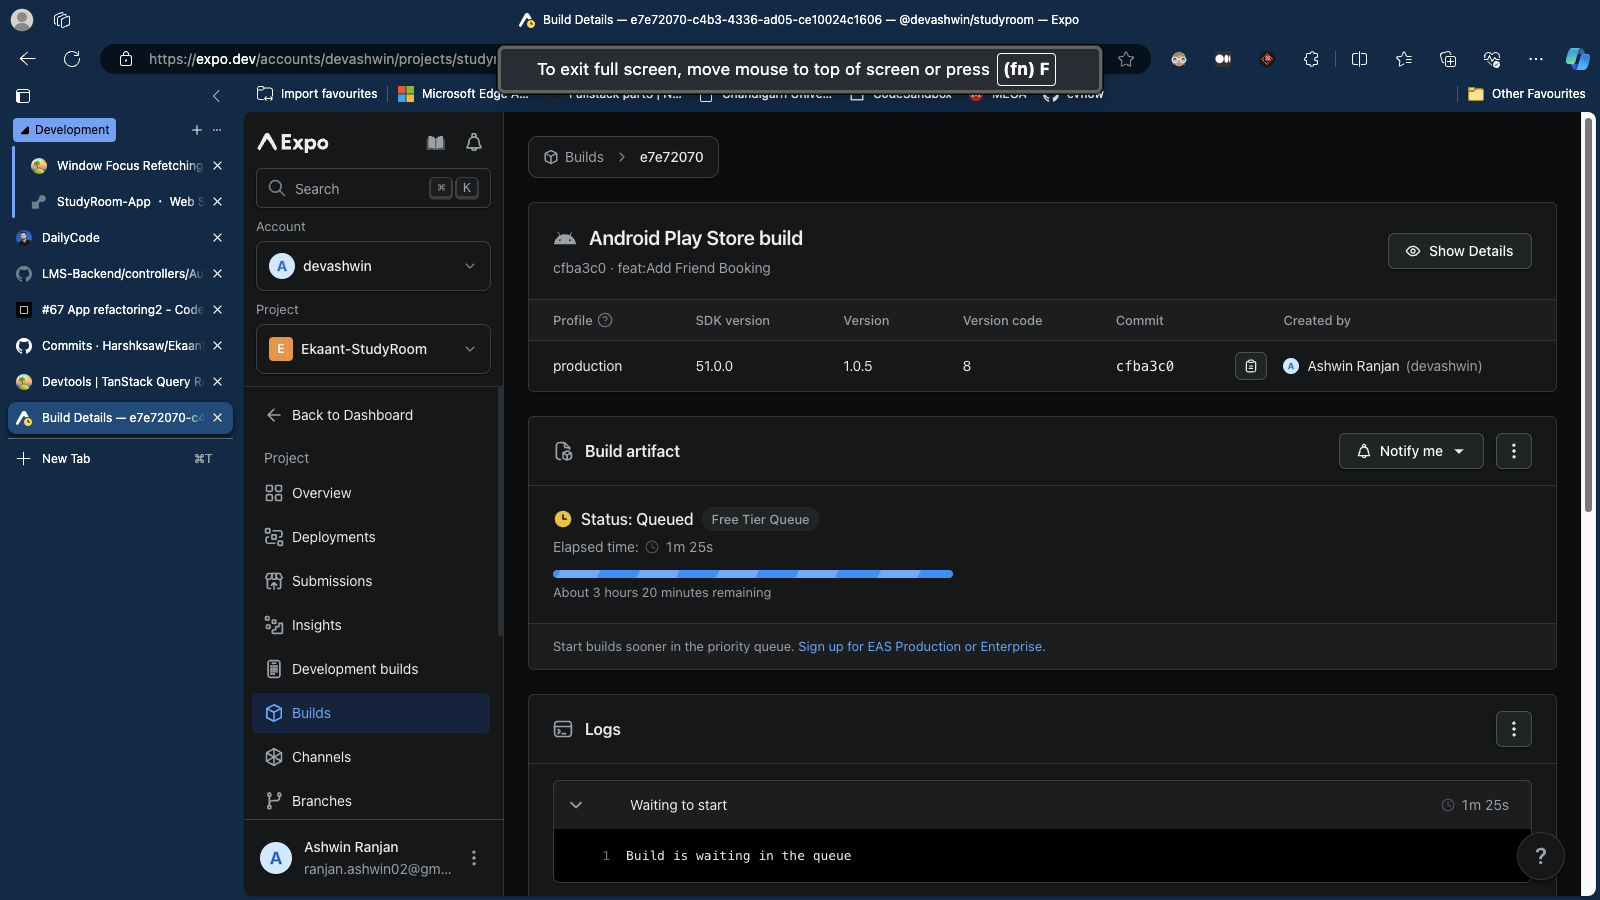 Build Details — e7e72070-c4b3-4336-ad05-ce10024c1606 — @devashwin/studyroom — Expo
https://expo.dev/accounts/devashwin/projects/studyr
To exit full screen, move mouse to top of screen or press (fn) F
Import favourites
Microsoft Edge
Other Favourites
Development
Window Focus Refetching
StudyRoom-App · Web S
DailyCode
LMS-Backend/controllers/Au
#67 App refactoring2 - Code
Commits · Harshksaw/Ekaan
Devtools | TanStack Query R
Build Details — e7e72070-c4
New Tab
⌘T
Expo
Search
⌘ K
Account
A devashwin
Project
E Ekaant-StudyRoom
Back to Dashboard
Project
Overview
Deployments
Submissions
Insights
Development builds
Builds
Channels
Branches
A
Ashwin Ranjan
ranjan.ashwin02@gm...
Builds > e7e72070
Android Play Store build
cfba3c0 · feat:Add Friend Booking
Show Details
Profile SDK version Version Version code Commit Created by
production 51.0.0 1.0.5 8 cfba3c0 A Ashwin Ranjan (devashwin)
Build artifact
Notify me
Status: Queued Free Tier Queue
Elapsed time: 1m 25s
About 3 hours 20 minutes remaining
Start builds sooner in the priority queue. Sign up for EAS Production or Enterprise.
Logs
Waiting to start 1m 25s
1 Build is waiting in the queue
?